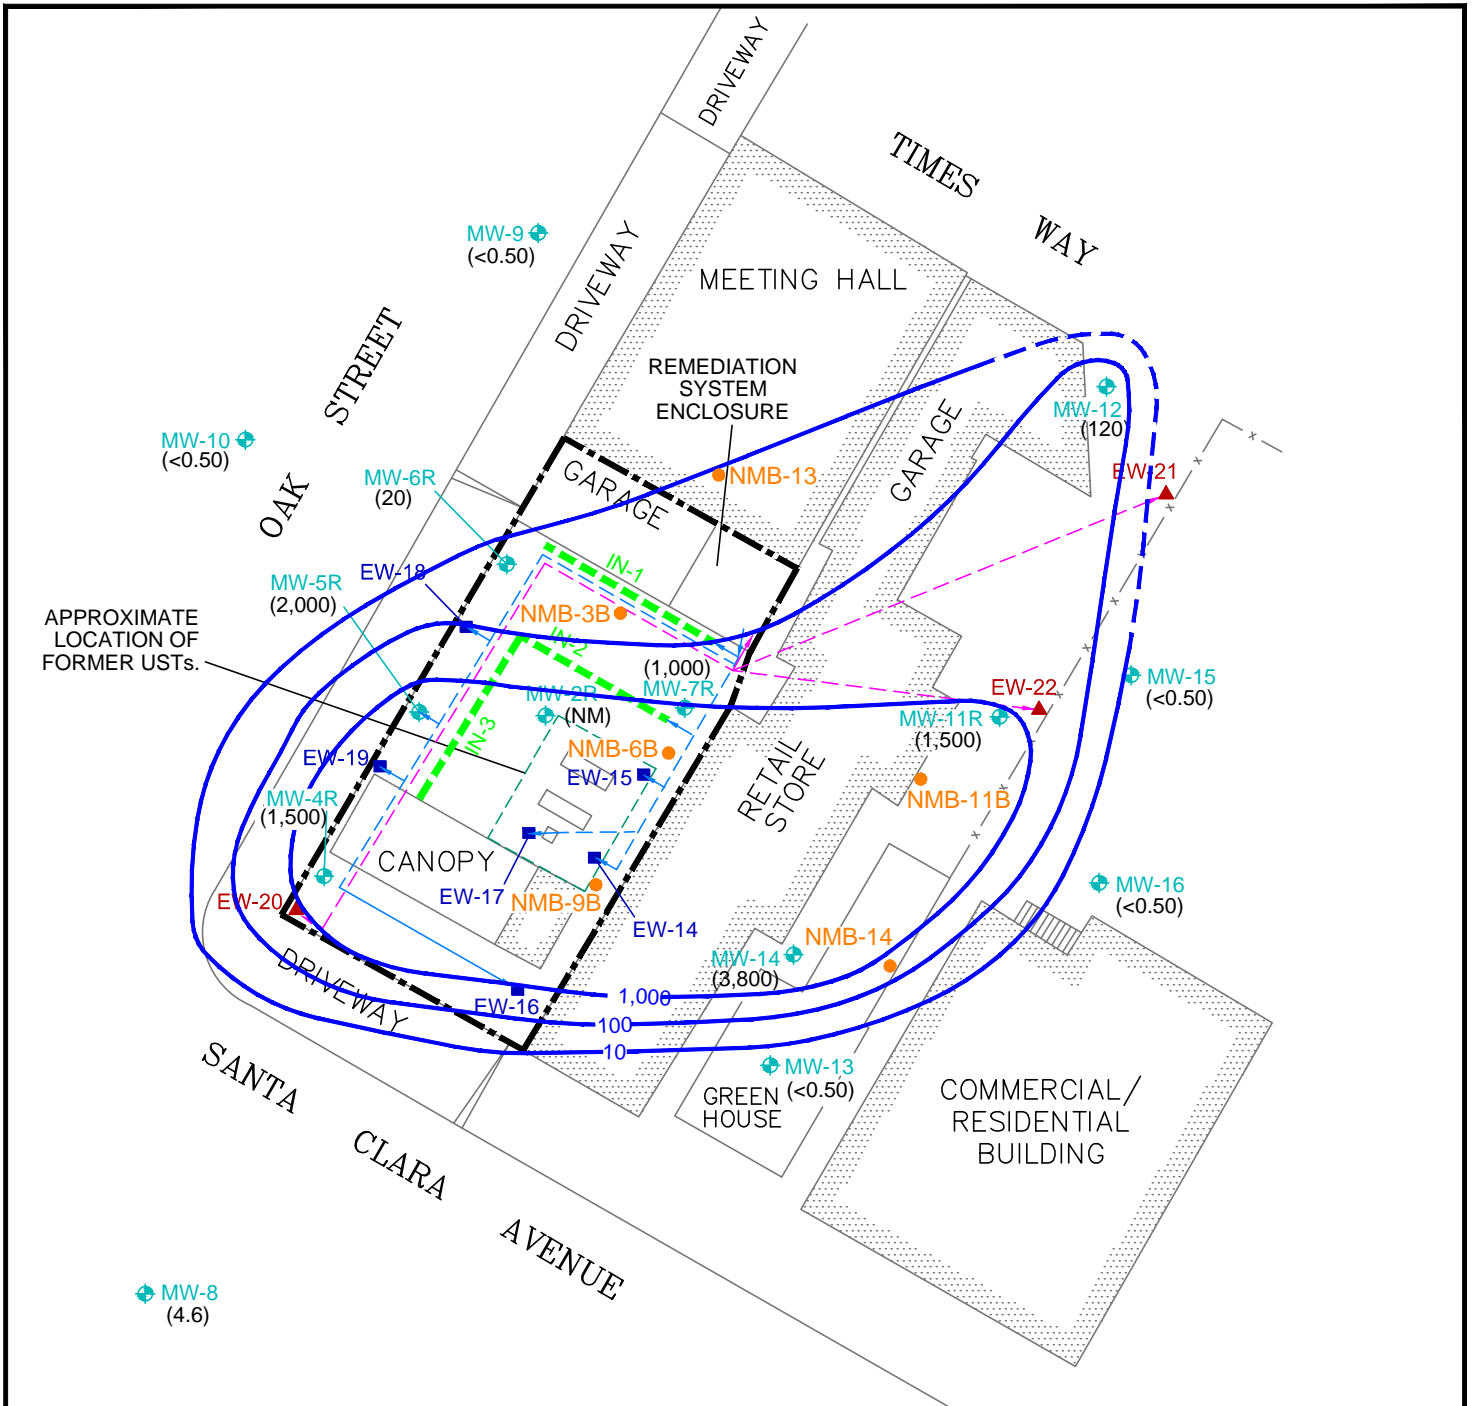 DRIVEWAY
TIMES WAY
MW-9
(<0.50)
DRIVEWAY
MEETING HALL
OAK STREET
REMEDIATION
SYSTEM
ENCLOSURE
MW-12
(120)
MW-10
(<0.50)
GARAGE
MW-6R
(20)
GARAGE
NMB-13
EW-21
IN-1
EW-18
MW-5R
(2,000)
NMB-3B
IN-2
APPROXIMATE
LOCATION OF
FORMER USTs.
(1,000)
MW-7R
MW-2R
(NM)
EW-22
MW-15
(<0.50)
MW-11R
(1,500)
IN-3
NMB-6B
EW-19
EW-15
RETAIL
STORE
MW-4R
(1,500)
NMB-11B
CANOPY
EW-17
NMB-9B
EW-20
EW-14
MW-16
(<0.50)
NMB-14
MW-14
(3,800)
DRIVEWAY
EW-16
1,000
100
10
MW-13
(<0.50)
GREEN
HOUSE
COMMERCIAL/
RESIDENTIAL
BUILDING
SANTA CLARA AVENUE
MW-8
(4.6)